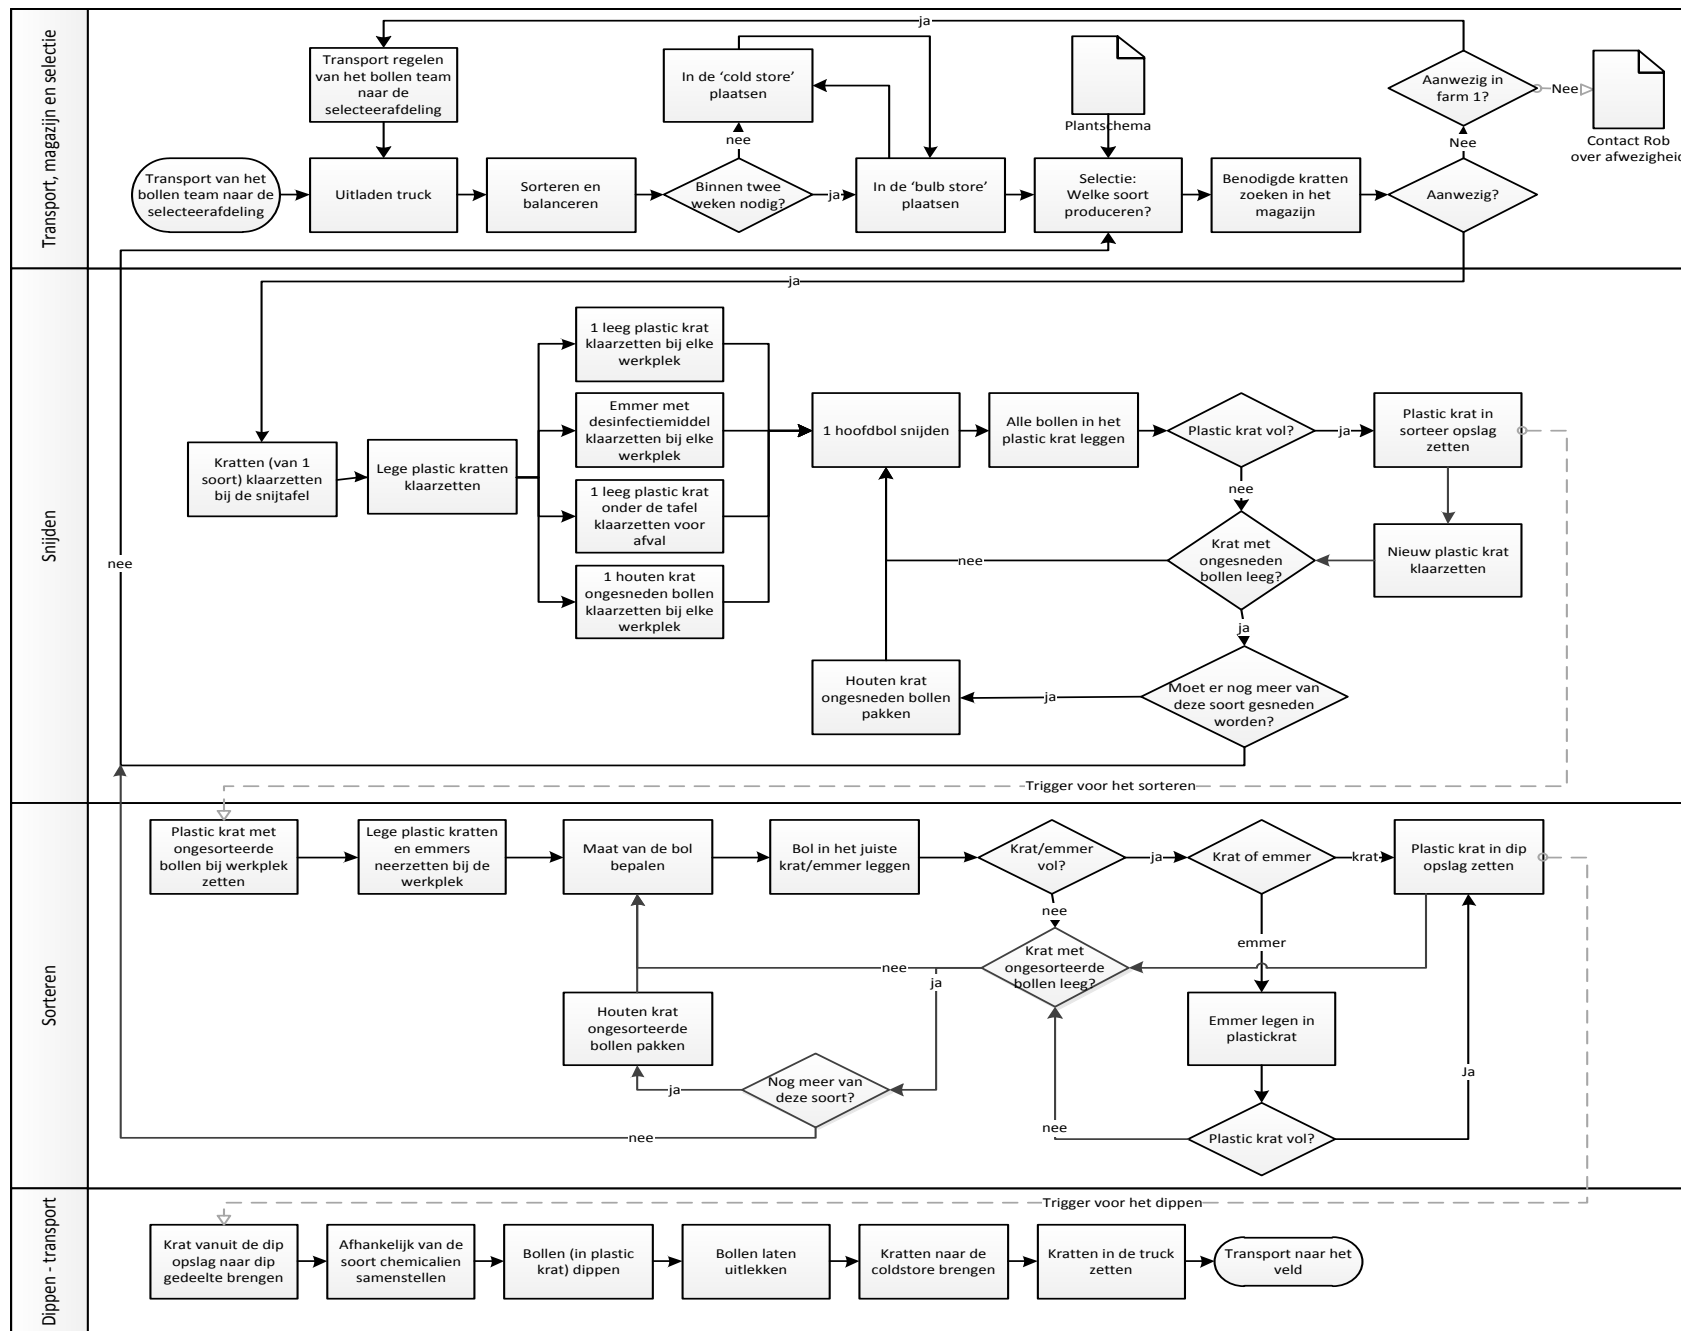 Transport, magazijn en selectie
ja
Transport regelen
van het bollen team
naar de
selecteerafdeling
In de ‘cold store’
plaatsen
Plantschema
Aanwezig in
farm 1?
Nee
Contact Rob
over afwezigheid
nee
Nee
Transport van het
bollen team naar de
selecteerafdeling
Uitladen truck
Sorteren en
balanceren
Binnen twee
weken nodig?
ja
In de ‘bulb store’
plaatsen
Selectie:
Welke soort
produceren?
Benodigde kratten
zoeken in het
magazijn
Aanwezig?
Snijden
ja
1 leeg plastic krat
klaarzetten bij elke
werkplek
Emmer met
desinfectiemiddel
klaarzetten bij elke
werkplek
1 leeg plastic krat
onder de tafel
klaarzetten voor
afval
1 houten krat
ongesneden bollen
klaarzetten bij elke
werkplek
Kratten (van 1
soort) klaarzetten
bij de snijtafel
Lege plastic kratten
klaarzetten
1 hoofdbol snijden
Alle bollen in het
plastic krat leggen
Plastic krat vol?
ja
Plastic krat in
sorteer opslag
zetten
nee
Krat met
ongesneden
bollen leeg?
Nieuw plastic krat
klaarzetten
nee
nee
ja
Moet er nog meer van
deze soort gesneden
worden?
ja
Houten krat
ongesneden bollen
pakken
Trigger voor het sorteren
Sorteren
Plastic krat met
ongesorteerde
bollen bij werkplek
zetten
Lege plastic kratten
en emmers
neerzetten bij de
werkplek
Maat van de bol
bepalen
Bol in het juiste
krat/emmer leggen
Krat/emmer
vol?
ja
Krat of emmer
krat
Plastic krat in dip
opslag zetten
nee
emmer
Krat met
ongesorteerde
bollen leeg?
nee
ja
Houten krat
ongesorteerde
bollen pakken
Emmer legen in
plastickrat
Nog meer van
deze soort?
ja
Ja
nee
Plastic krat vol?
nee
Dippen - transport
Trigger voor het dippen
Krat vanuit de dip
opslag naar dip
gedeelte brengen
Afhankelijk van de
soort chemicalien
samenstellen
Bollen (in plastic
krat) dippen
Bollen laten
uitlekken
Kratten naar de
coldstore brengen
Kratten in de truck
zetten
Transport naar het
veld